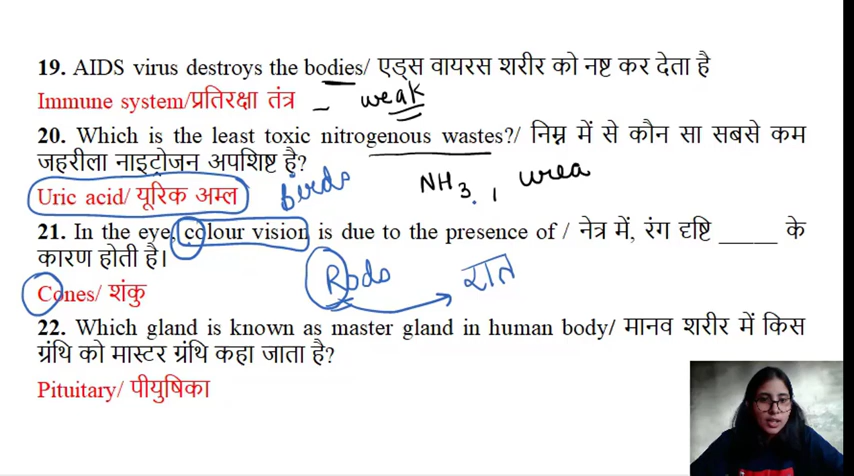 19. AIDS virus destroys the bodies/ एड्स वायरस शरीर को नष्ट कर देता है
Immune system/प्रतिरक्षा तंत्र – weak
20. Which is the least toxic nitrogenous wastes?/ निम्न में से कौन सा सबसे कम
जहरीला नाइट्रोजन अपशिष्ट है?
Uric acid/ यूरिक अम्ल birds NH3, urea
21. In the eye, colour vision is due to the presence of / नेत्र में, रंग दृष्टि _____ के
कारण होती है।
Cones/ शंकु Rods रात
22. Which gland is known as master gland in human body/ मानव शरीर में किस
ग्रंथि को मास्टर ग्रंथि कहा जाता है?
Pituitary/ पीयुषिका